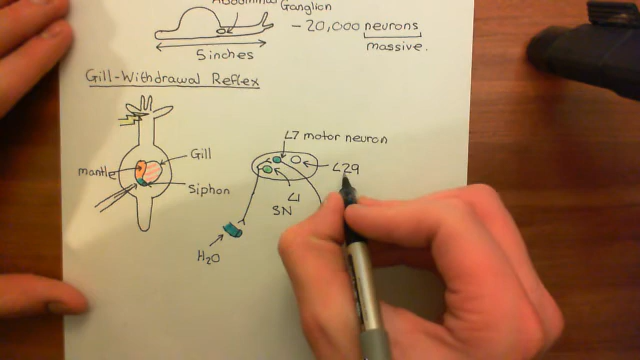 Abdominal
Ganglion
- 20,000 neurons
massive.
5 inches
Gill-Withdrawal Reflex
L7 motor neuron
Gill
mantle
L29
Siphon
L1
SN
H2O